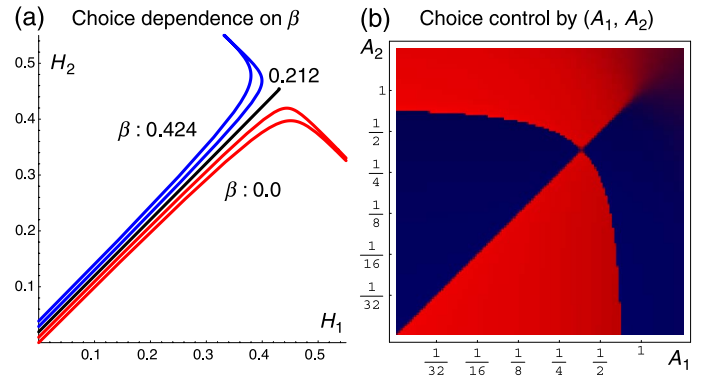 (a) Choice dependence on β
H₂
0.5
0.4
0.3
0.2
0.1
0.212
β : 0.424
β : 0.0
H₁
0.1 0.2 0.3 0.4 0.5
(b) Choice control by (A₁, A₂)
A₂
1
1/2
1/4
1/8
1/16
1/32
1/32 1/16 1/8 1/4 1/2 1
A₁